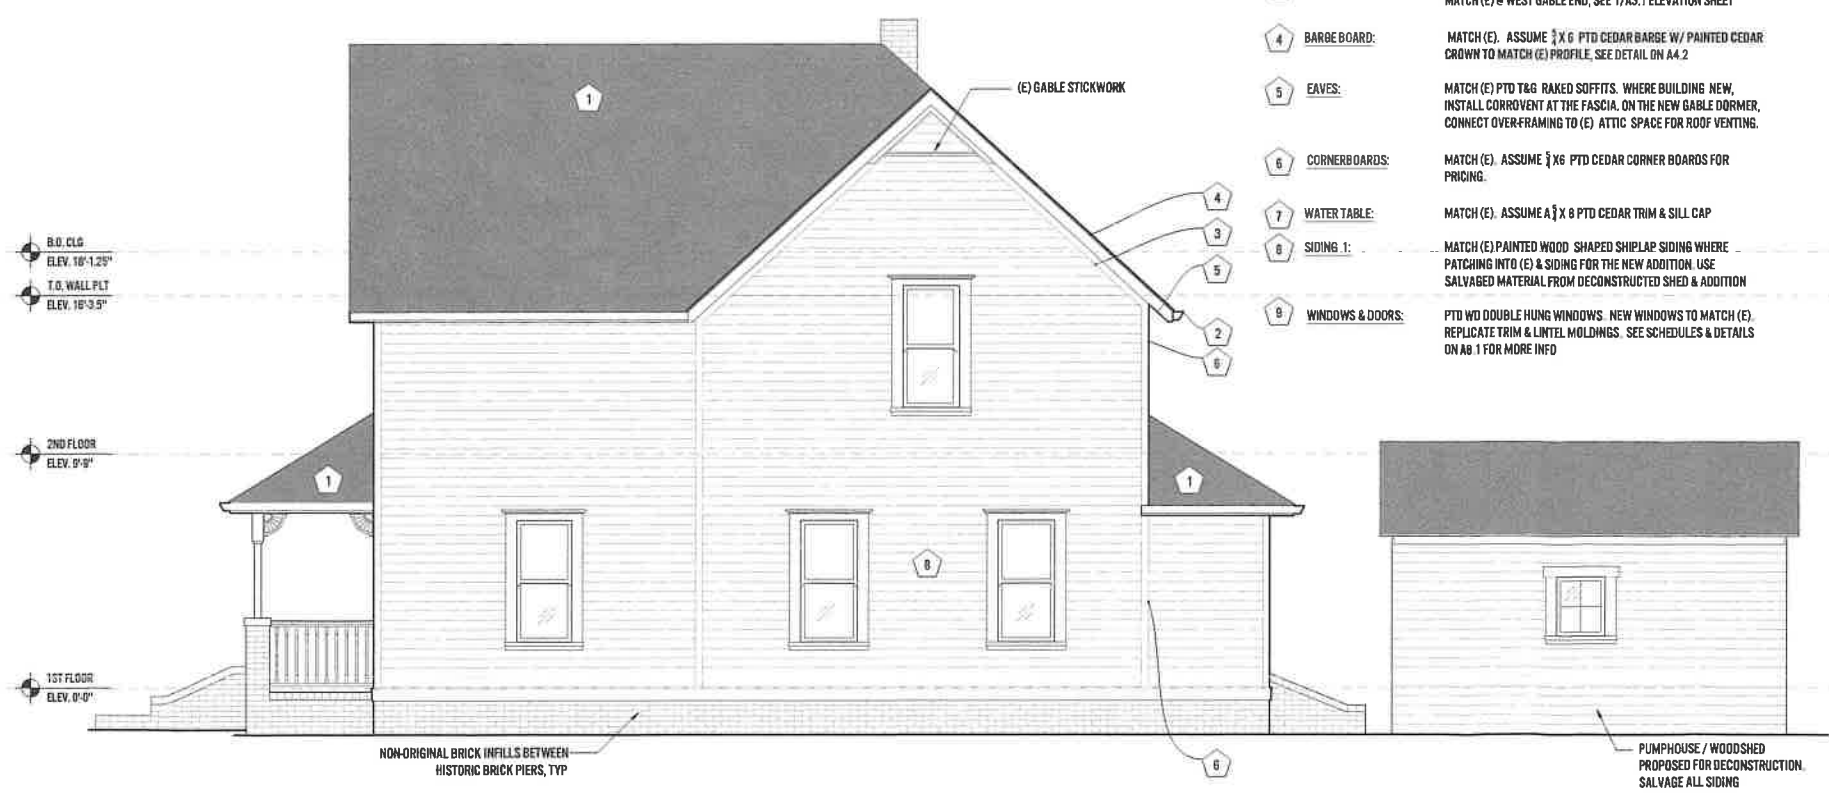 MATCH (E) @ WEST GABLE END, SEE 1/A3.1 ELEVATION SHEET
4 BARGE BOARD: MATCH (E). ASSUME X 6 PTD CEDAR BARGE W/ PAINTED CEDAR
CROWN TO MATCH (E) PROFILE, SEE DETAIL ON A4.2
5 EAVES: MATCH (E) PTD T&G RAKED SOFFITS. WHERE BUILDING NEW,
INSTALL CORROVENT AT THE FASCIA. ON THE NEW GABLE DORMER,
CONNECT OVER-FRAMING TO (E) ATTIC SPACE FOR ROOF VENTING.
6 CORNERBOARDS: MATCH (E). ASSUME X6 PTD CEDAR CORNER BOARDS FOR
PRICING.
7 WATER TABLE: MATCH (E). ASSUME A X 8 PTD CEDAR TRIM & SILL CAP
8 SIDING 1: MATCH (E) PAINTED WOOD SHAPED SHIPLAP SIDING WHERE
PATCHING INTO (E) & SIDING FOR THE NEW ADDITION. USE
SALVAGED MATERIAL FROM DECONSTRUCTED SHED & ADDITION
9 WINDOWS & DOORS: PTD WD DOUBLE HUNG WINDOWS. NEW WINDOWS TO MATCH (E).
REPLICATE TRIM & LINTEL MOLDINGS. SEE SCHEDULES & DETAILS
ON A8.1 FOR MORE INFO
(E) GABLE STICKWORK
1
4
3
5
2
6
B.O. CLG
ELEV. 18'-1.25"
T.O. WALL PLT
ELEV. 16'-3.5"
2ND FLOOR
ELEV. 9'-9"
1
1
8
1ST FLOOR
ELEV. 0'-0"
NON-ORIGINAL BRICK INFILLS BETWEEN
HISTORIC BRICK PIERS, TYP
6
PUMPHOUSE / WOODSHED
PROPOSED FOR DECONSTRUCTION.
SALVAGE ALL SIDING